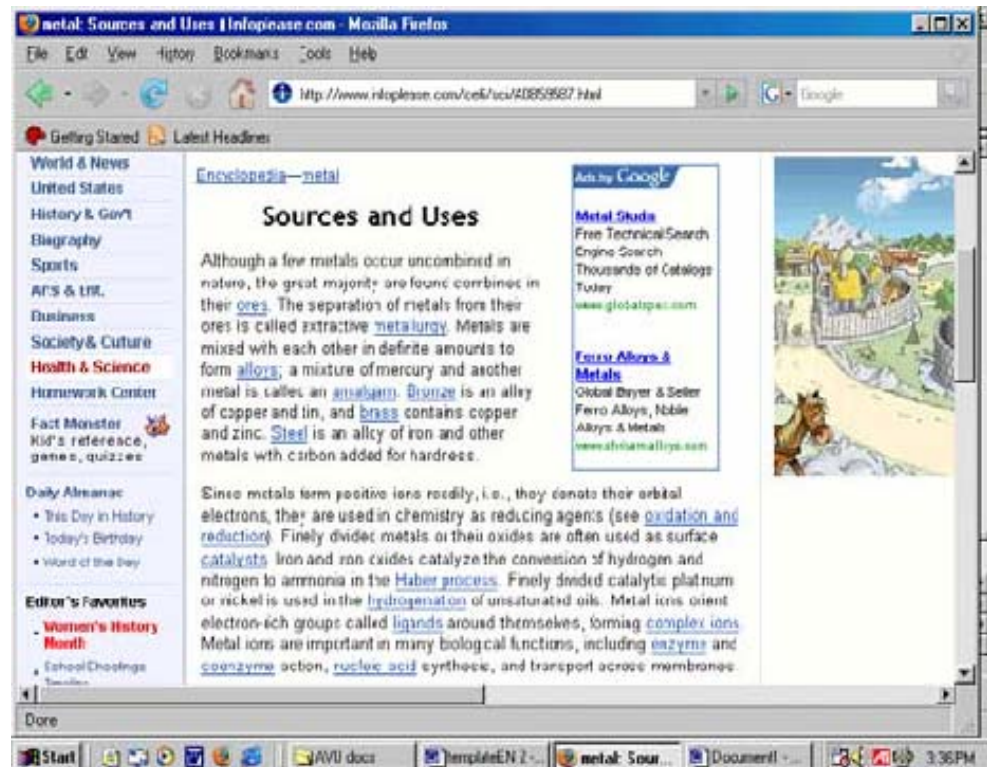 metal: Sources and Uses | Infoplease.com - Mozilla Firefox
File Edit View History Bookmarks Tools Help
Google
Getting Started Latest Headlines
World & News
United States
History & Gov't
Biography
Sports
Arts & Ent.
Business
Society & Culture
Health & Science
Homework Center
Fact Monster
Kid's reference,
games, quizzes
Daily Almanac
• This Day in History
• Today's Birthday
• Word of the Day
Editor's Favorites
Women's History
Month
School Shootings
Timeline
Encyclopedia—metal
Sources and Uses
Although a few metals occur uncombined in
nature, the great majority are found combined in
their ores. The separation of metals from their
ores is called extractive metallurgy. Metals are
mixed with each other in definite amounts to
form alloys; a mixture of mercury and another
metal is called an amalgam. Bronze is an alloy
of copper and tin, and brass contains copper
and zinc. Steel is an alloy of iron and other
metals with carbon added for hardness.
Since metals form positive ions readily, i.e., they donate their orbital
electrons, they are used in chemistry as reducing agents (see oxidation and
reduction). Finely divided metals or their oxides are often used as surface
catalysts. Iron and iron oxides catalyze the conversion of hydrogen and
nitrogen to ammonia in the Haber process. Finely divided catalytic platinum
or nickel is used in the hydrogenation of unsaturated oils. Metal ions orient
electron-rich groups called ligands around themselves, forming complex ions.
Metal ions are important in many biological functions, including enzyme and
coenzyme action, nucleic acid synthesis, and transport across membranes.
Ads by Google
Metal Studs
Free Technical Search
Engine Search
Thousands of Catalogs
Today
www.globalspec.com
Ferro Alloys &
Metals
Global Buyer & Seller
Ferro Alloys, Noble
Alloys & Metals
Done
Start AVU docs TemplateEN 2-... metal: Sour... Document1 - ... 3:36PM